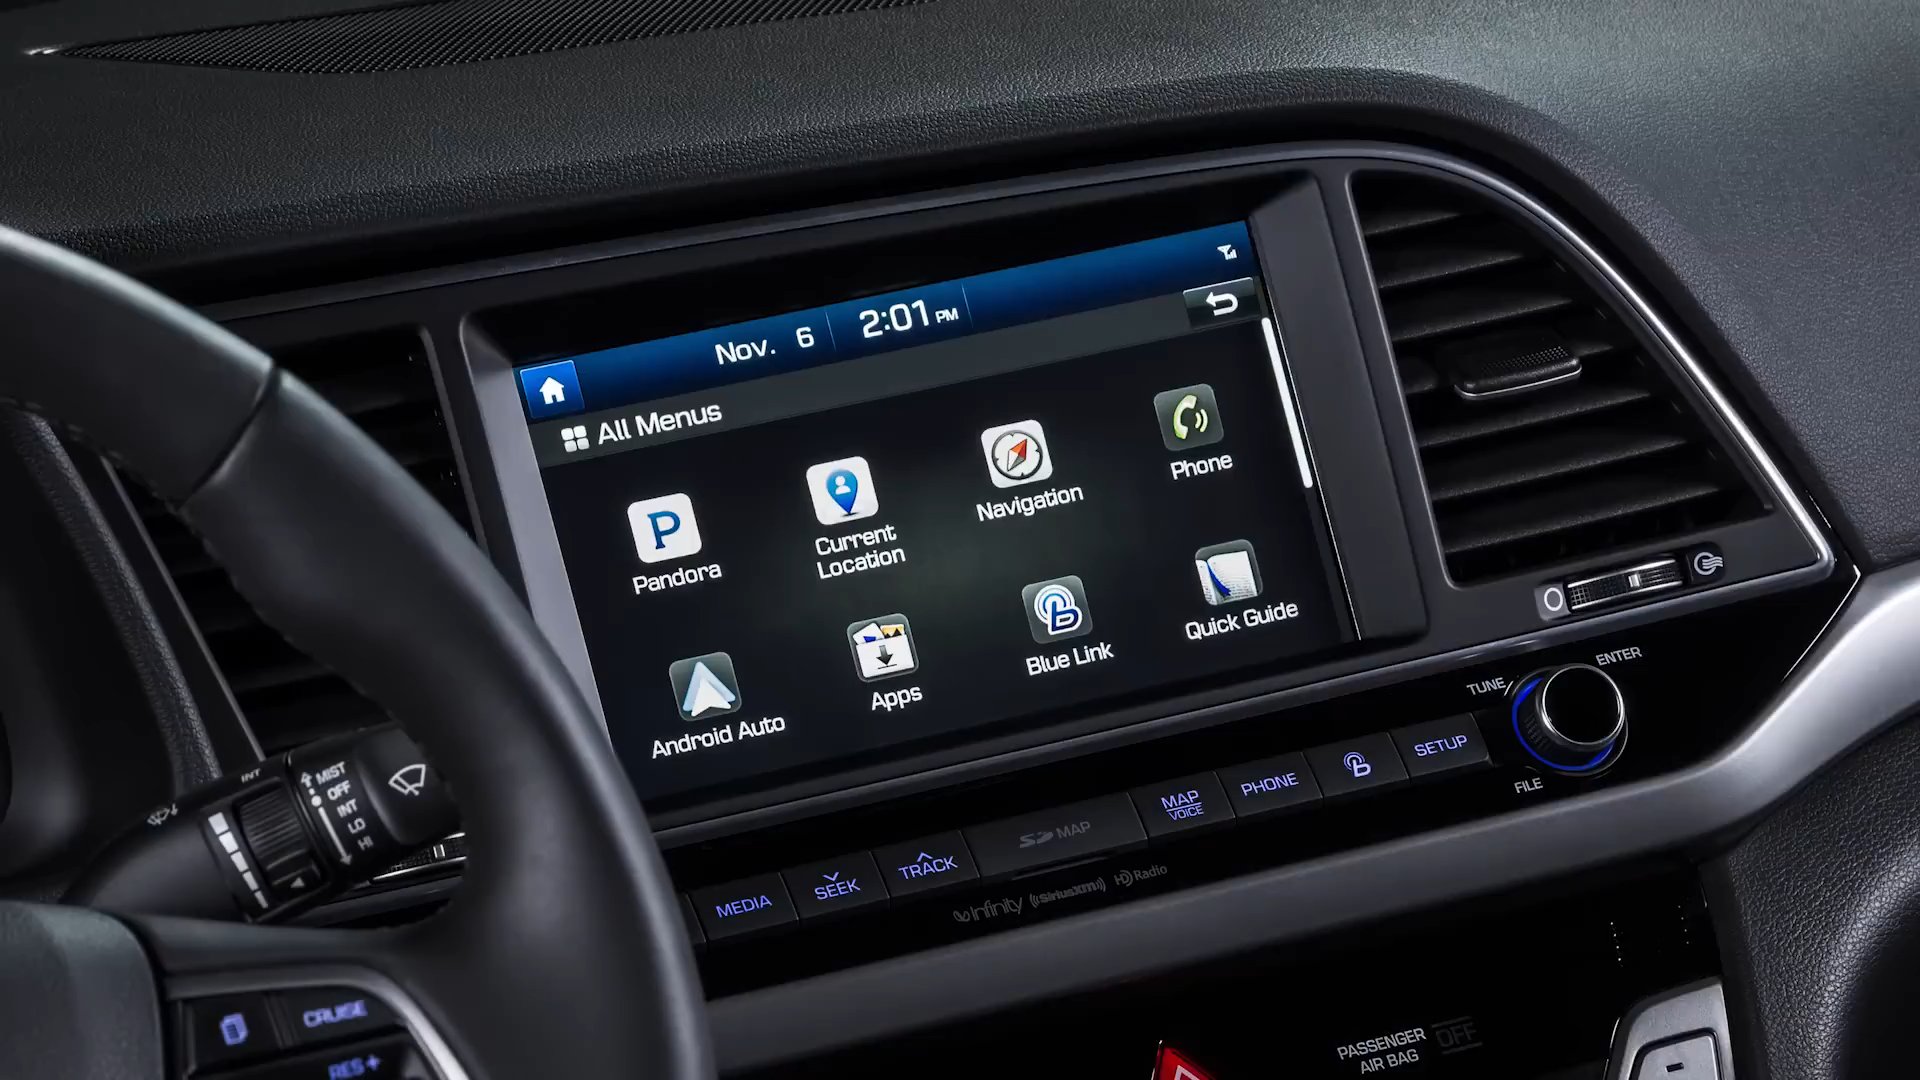 Nov. 6
2:01 PM
All Menus
Pandora
Current
Location
Navigation
Phone
Android Auto
Apps
Blue Link
Quick Guide
MEDIA
SEEK
TRACK
SD MAP
MAP
VOICE
PHONE
SETUP
TUNE
ENTER
FILE
Infinity
SiriusXM
HD Radio
INT
MIST
OFF
INT
LO
HI
CRUISE
RES +
PASSENGER
AIR BAG
OFF